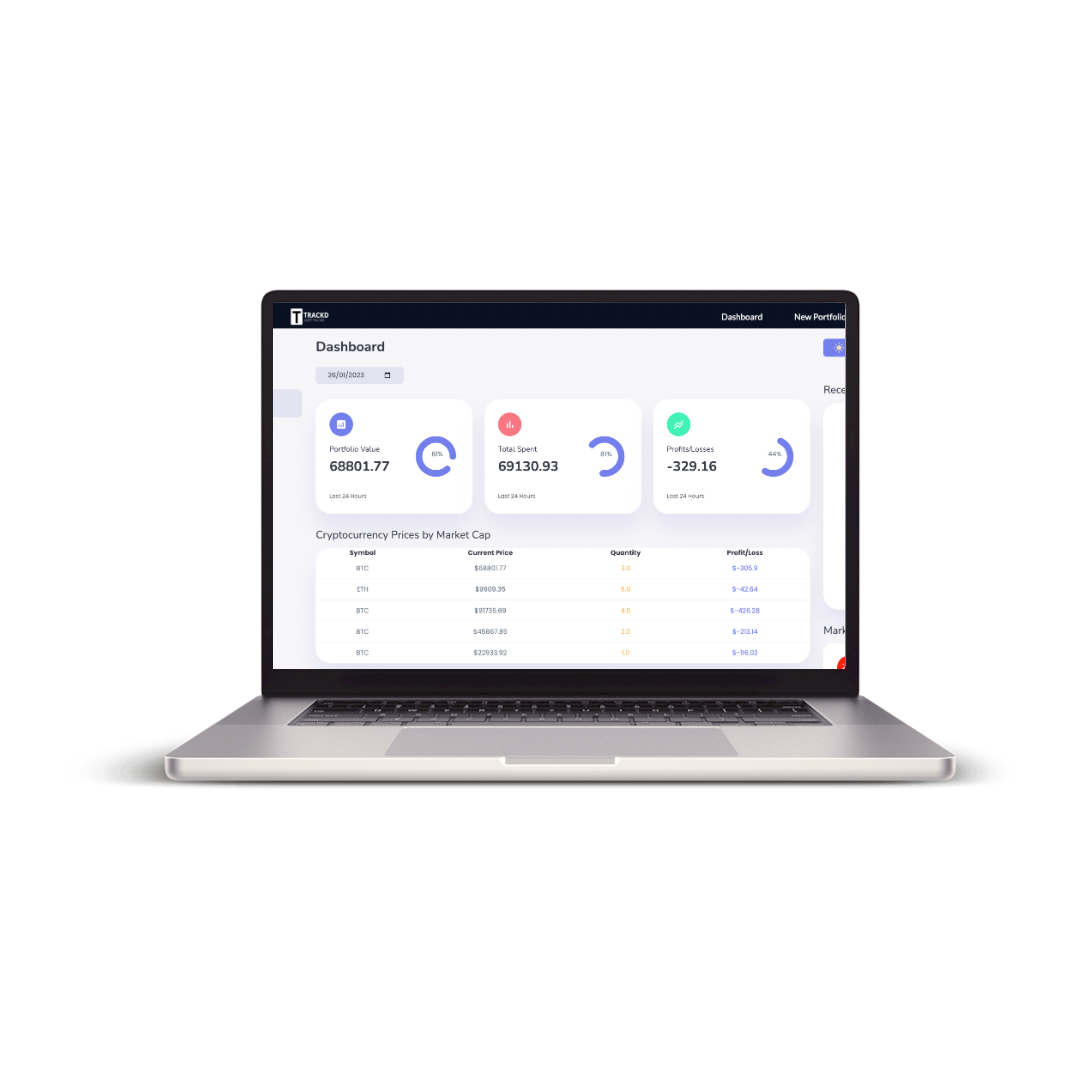 TRACKD
Dashboard
New Portfolio
Dashboard
26/01/2023
Rece
Portfolio Value
68801.77
81%
Last 24 Hours
Total Spent
69130.93
81%
Last 24 Hours
Profits/Losses
-329.16
44%
Last 24 Hours
Cryptocurrency Prices by Market Cap
Symbol Current Price Quantity Profit/Loss
BTC $68801.77 3.0 $-305.9
ETH $9609.35 6.0 $-42.64
BTC $91735.69 4.0 $-426.28
BTC $45867.85 2.0 $-213.14
BTC $22933.92 1.0 $-116.02
Mark